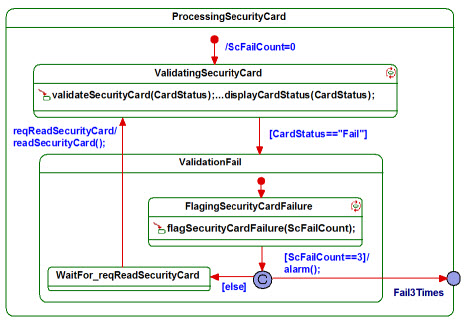 ProcessingSecurityCard
/ScFailCount=0
ValidatingSecurityCard
validateSecurityCard(CardStatus);...displayCardStatus(CardStatus);
reqReadSecurityCard/
readSecurityCard();
[CardStatus=="Fail"]
ValidationFail
FlagingSecurityCardFailure
flagSecurityCardFailure(ScFailCount);
[ScFailCount==3]/
alarm();
WaitFor_reqReadSecurityCard
[else]
Fail3Times